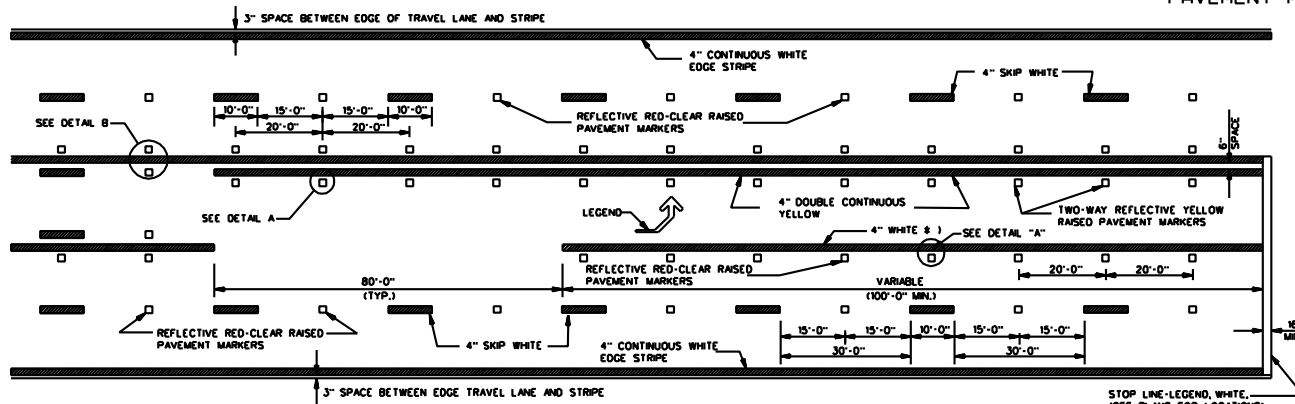 PAVEMENT
3" SPACE BETWEEN EDGE OF TRAVEL LANE AND STRIPE
4" CONTINUOUS WHITE
EDGE STRIPE
4" SKIP WHITE
10'-0" 15'-0" 15'-0" 10'-0"
20'-0" 20'-0"
REFLECTIVE RED-CLEAR RAISED
PAVEMENT MARKERS
SEE DETAIL B
6"
SPACE
SEE DETAIL A
LEGEND
4" DOUBLE CONTINUOUS
YELLOW
TWO-WAY REFLECTIVE YELLOW
RAISED PAVEMENT MARKERS
4" WHITE * )
SEE DETAIL "A"
REFLECTIVE RED-CLEAR RAISED
PAVEMENT MARKERS
20'-0" 20'-0"
80'-0"
(TYP.)
VARIABLE
(100'-0" MIN.)
REFLECTIVE RED-CLEAR RAISED
PAVEMENT MARKERS
4" SKIP WHITE
4" CONTINUOUS WHITE
EDGE STRIPE
15'-0" 15'-0" 10'-0" 15'-0" 15'-0"
30'-0" 30'-0"
3" SPACE BETWEEN EDGE TRAVEL LANE AND STRIPE
STOP LINE-LEGEND, WHITE,